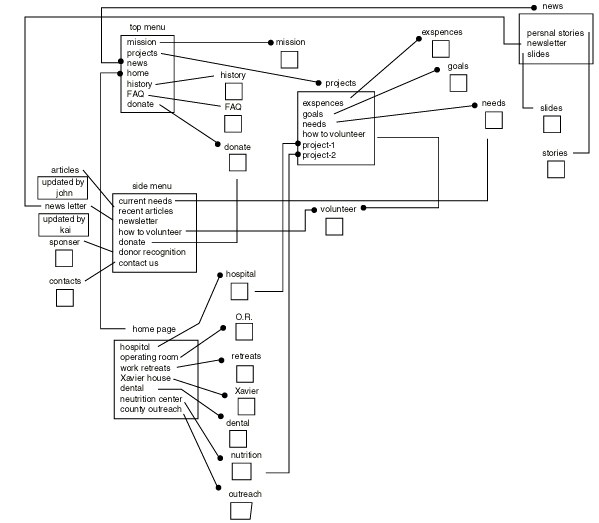 news
top menu
mission
projects
news
home
history
FAQ
donate
mission
history
FAQ
donate
exspences
goals
needs
persnal stories
newsletter
slides
slides
stories
projects
exspences
goals
needs
how to volunteer
project-1
project-2
volunteer
articles
updated by
john
news letter
updated by
kai
sponser
contacts
side menu
current needs
recent articles
newsletter
how to volunteer
donate
donor recognition
contact us
home page
hospitol
operating room
work retreats
Xavier house
dental
neutrition center
county outreach
hospital
O.R.
retreats
Xavier
dental
nutrition
outreach